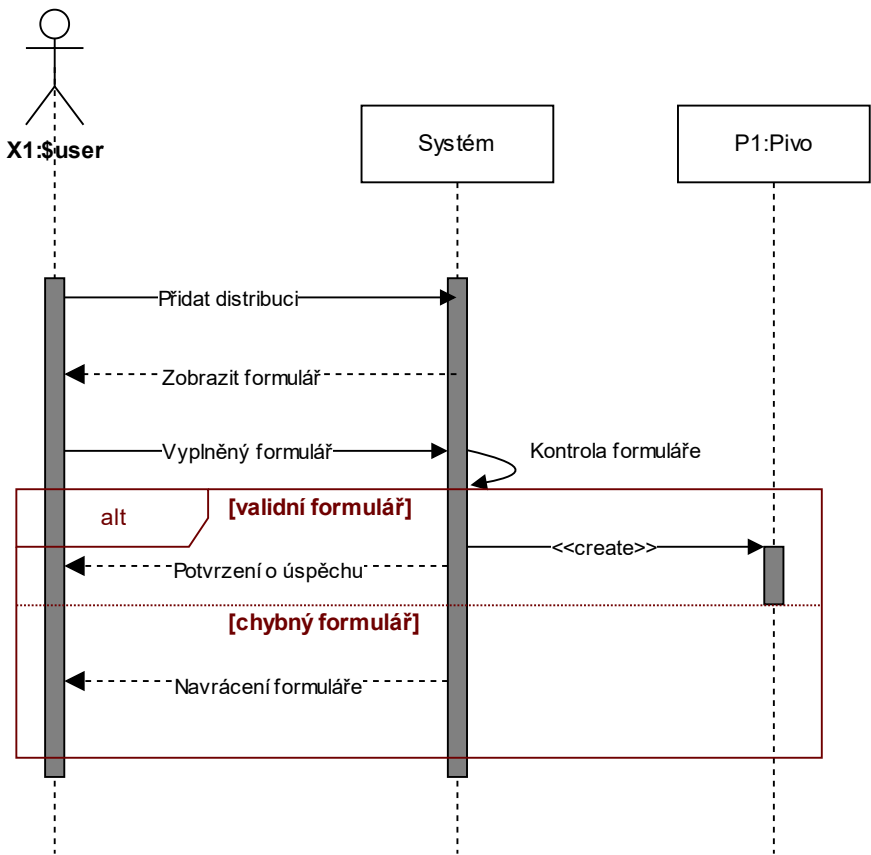 X1:$user
Systém
P1:Pivo
Přidat distribuci
Zobrazit formulář
Vyplněný formulář
Kontrola formuláře
alt
[validní formulář]
<<create>>
Potvrzení o úspěchu
[chybný formulář]
Navrácení formuláře